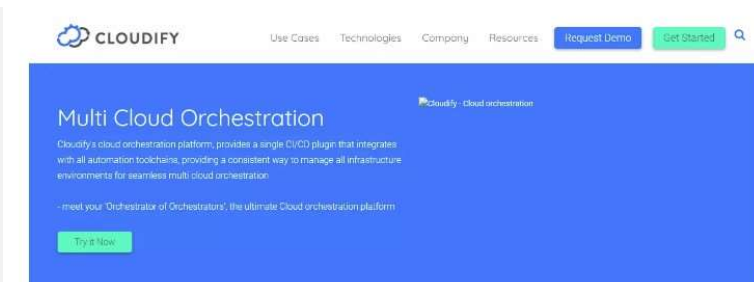 CLOUDIFY
Use Cases Technologies Company Resources Request Demo Get Started
Multi Cloud Orchestration
Cloudify - Cloud orchestration
Cloudify's cloud orchestration platform, provides a single CI/CD plugin that integrates
with all automation toolchains, providing a consistent way to manage all infrastructure
environments for seamless multi cloud orchestration
- meet your 'Orchestrator of Orchestrators', the ultimate Cloud orchestration platform
Try it Now